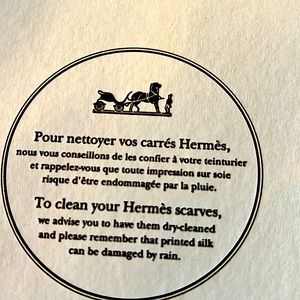 Pour nettoyer vos carrés Hermès,
nous vous conseillons de les confier à votre teinturier
et rappelez-vous que toute impression sur soie
risque d'être endommagée par la pluie.
To clean your Hermès scarves,
we advise you to have them dry-cleaned
and please remember that printed silk
can be damaged by rain.